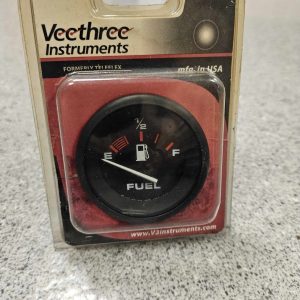 Veethree
Instruments
FORMERLY TELEFLEX
mfg. in USA
1/2
E
F
FUEL
www.V3instruments.com